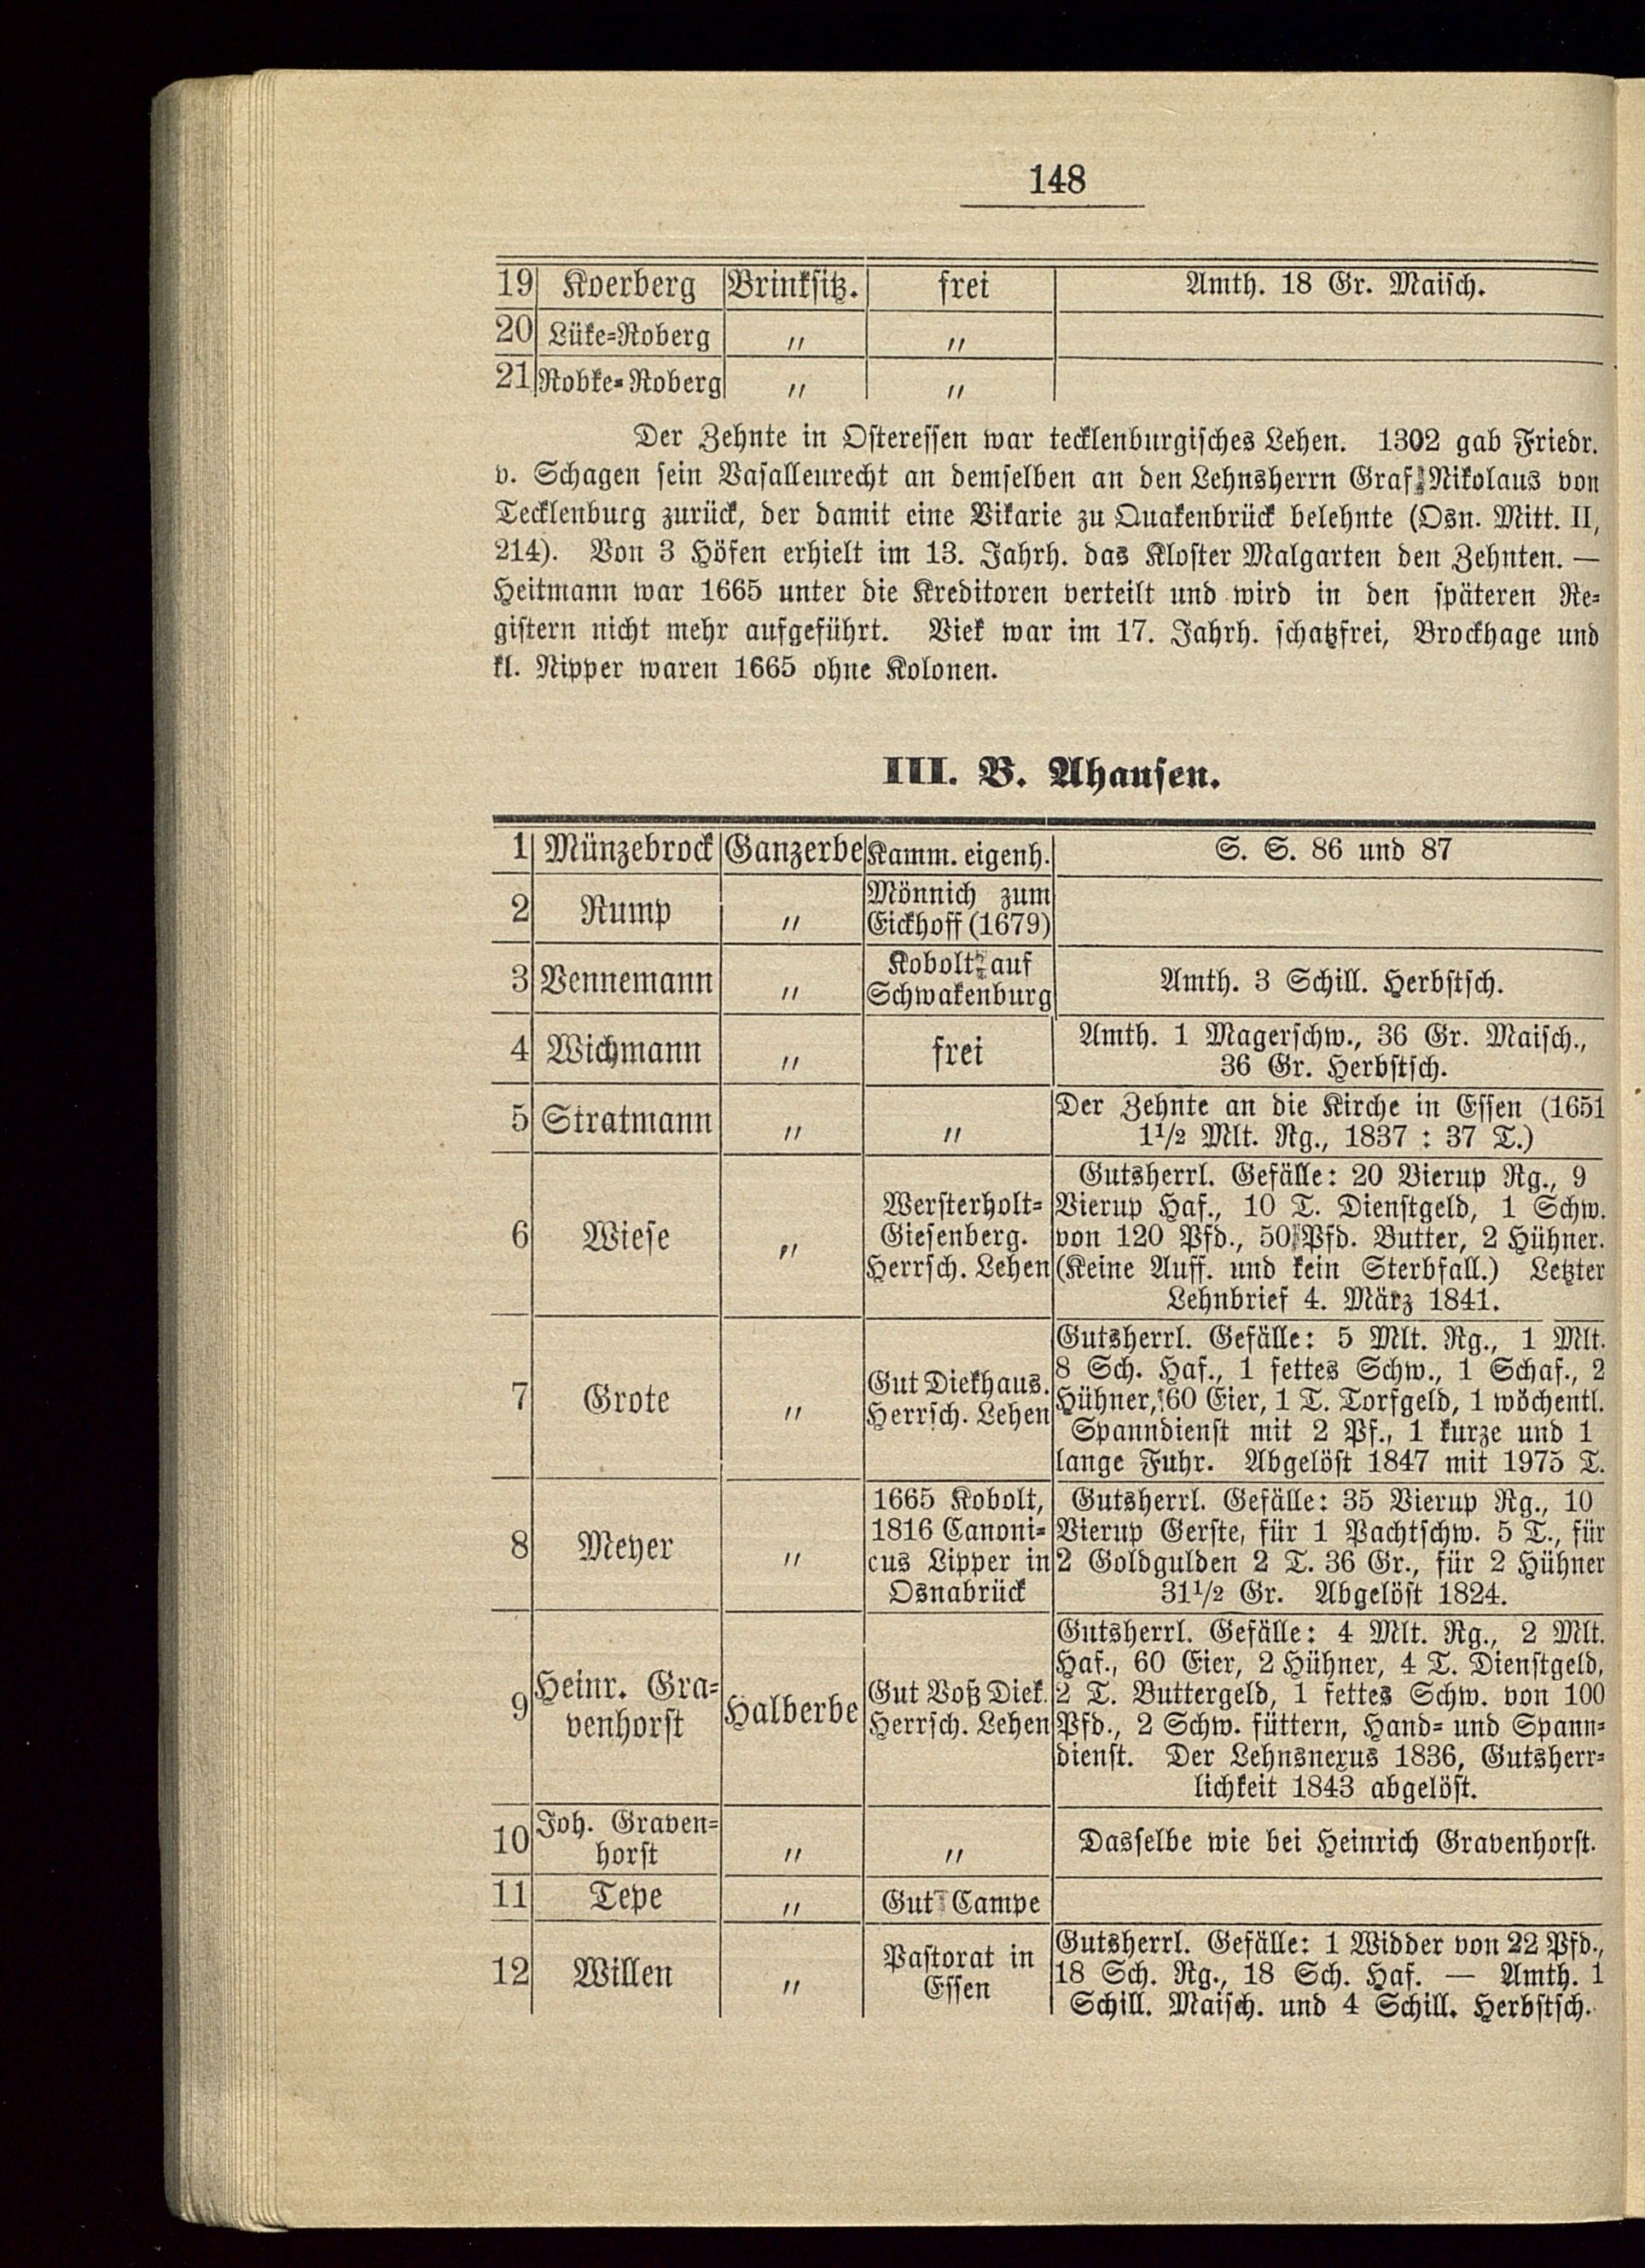 148
19 Koerberg Brinksitz. frei Amth. 18 Gr. Maisch.
20 Lüke-Roberg " "
21 Robke-Roberg " "
Der Zehnte in Osteressen war tecklenburgisches Lehen. 1302 gab Friedr.
v. Schagen sein Vasallenrecht an demselben an den Lehnsherrn Graf Nikolaus von
Tecklenburg zurück, der damit eine Vikarie zu Quakenbrück belehnte (Osn. Mitt. II,
214). Von 3 Höfen erhielt im 13. Jahrh. das Kloster Malgarten den Zehnten. —
Heitmann war 1665 unter die Kreditoren verteilt und wird in den späteren Re-
gistern nicht mehr aufgeführt. Viek war im 17. Jahrh. schatzfrei, Brockhage und
kl. Nipper waren 1665 ohne Kolonen.
III. B. Ahausen.
1 Münzebrock Ganzerbe Kamm. eigenh. S. S. 86 und 87
2 Rump " Mönnich zum
Eickhoff (1679)
3 Vennemann " Kobolt auf
Schwakenburg
Amth. 3 Schill. Herbstsch.
4 Wichmann " frei
Amth. 1 Magerschw., 36 Gr. Maisch.,
36 Gr. Herbstsch.
5 Stratmann " "
Der Zehnte an die Kirche in Essen (1651
1½ Mlt. Rg., 1837 : 37 T.)
6 Wiese "
Wersterholt-
Giesenberg.
Herrsch. Lehen
Gutsherrl. Gefälle: 20 Vierup Rg., 9
Vierup Haf., 10 T. Dienstgeld, 1 Schw.
von 120 Pfd., 50 Pfd. Butter, 2 Hühner.
(Keine Auff. und kein Sterbfall.) Letzter
Lehnbrief 4. März 1841.
7 Grote "
Gut Diekhaus.
Herrsch. Lehen
Gutsherrl. Gefälle: 5 Mlt. Rg., 1 Mlt.
8 Sch. Haf., 1 fettes Schw., 1 Schaf., 2
Hühner, 60 Eier, 1 T. Torfgeld, 1 wöchentl.
Spanndienst mit 2 Pf., 1 kurze und 1
lange Fuhr. Abgelöst 1847 mit 1975 T.
8 Meyer "
1665 Kobolt,
1816 Canoni-
cus Lipper in
Osnabrück
Gutsherrl. Gefälle: 35 Vierup Rg., 10
Vierup Gerste, für 1 Pachtschw. 5 T., für
2 Goldgulden 2 T. 36 Gr., für 2 Hühner
31½ Gr. Abgelöst 1824.
9 Heinr. Gra-
venhorst
Halberbe
Gut Voß Diek.
Herrsch. Lehen
Gutsherrl. Gefälle: 4 Mlt. Rg., 2 Mlt.
Haf., 60 Eier, 2 Hühner, 4 T. Dienstgeld,
2 T. Buttergeld, 1 fettes Schw. von 100
Pfd., 2 Schw. füttern, Hand- und Spann-
dienst. Der Lehnsnexus 1836, Gutsherr-
lichkeit 1843 abgelöst.
10 Joh. Graven-
horst
" " Dasselbe wie bei Heinrich Gravenhorst.
11 Tepe " Gut Campe
12 Willen "
Pastorat in
Essen
Gutsherrl. Gefälle: 1 Widder von 22 Pfd.,
18 Sch. Rg., 18 Sch. Haf. — Amth. 1
Schill. Maisch. und 4 Schill. Herbstsch.